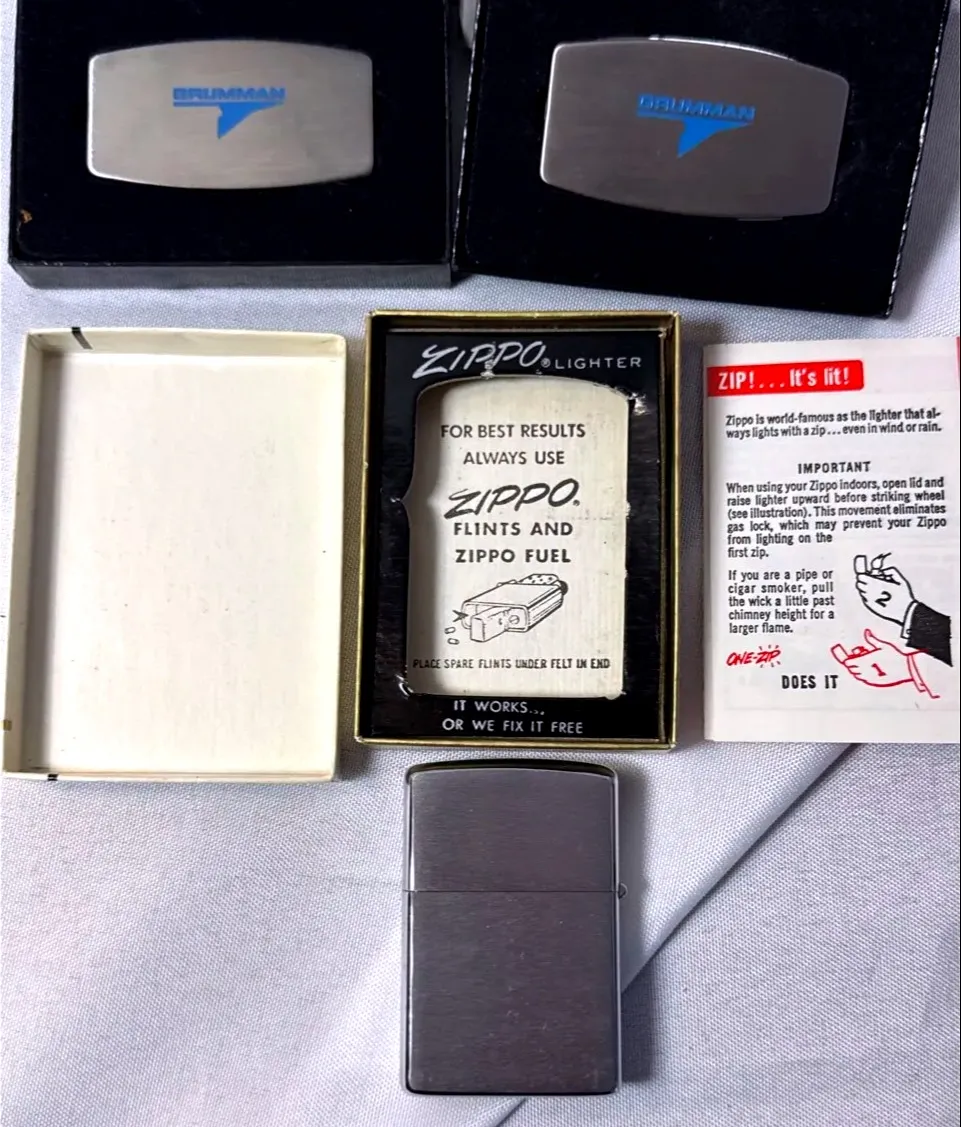 GRUMMAN
GRUMMAN
ZIPPO® LIGHTER
FOR BEST RESULTS
ALWAYS USE
ZIPPO®
FLINTS AND
ZIPPO FUEL
PLACE SPARE FLINTS UNDER FELT IN END
IT WORKS...
OR WE FIX IT FREE
ZIP!...It's lit!
Zippo is world-famous as the lighter that al-
ways lights with a zip...even in wind or rain.
IMPORTANT
When using your Zippo indoors, open lid and
raise lighter upward before striking wheel
(see illustration). This movement eliminates
gas lock, which may prevent your Zippo
from lighting on the
first zip.
If you are a pipe or
cigar smoker, pull
the wick a little past
chimney height for a
larger flame.
2
ONE-ZIP
1
DOES IT